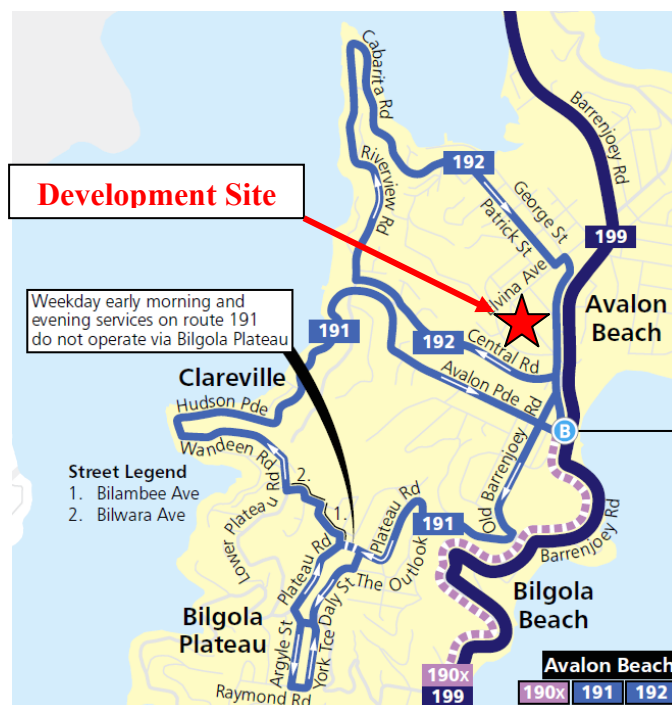 Cabarita Rd
Barrenjoey Rd
192
Riverview Rd
George St
Patrick St
Development Site
199
lvina Ave
Weekday early morning and
evening services on route 191
do not operate via Bilgola Plateau
Avalon
Beach
191
192
Central Rd
Clareville
Avalon Pde
Hudson Pde
B
Wandeen Rd
Old Barrenjoey Rd
Street Legend
1. Bilambee Ave
2. Bilwara Ave
2.
1.
Lower Plateau Rd
Plateau Rd
191
Barrenjoey Rd
Plateau Rd
The Outlook
Daly St
Bilgola
Beach
Bilgola
Plateau
Argyle St
York Tce
Raymond Rd
190x
199
Avalon Beach
190x 191 192